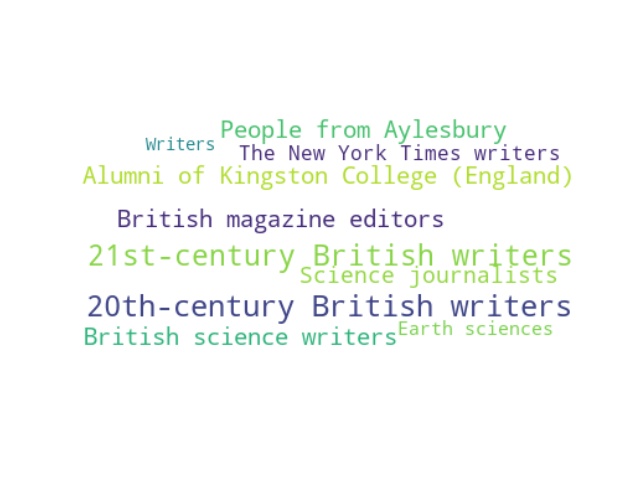 People from Aylesbury
Writers
The New York Times writers
Alumni of Kingston College (England)
British magazine editors
21st-century British writers
Science journalists
20th-century British writers
Earth sciences
British science writers